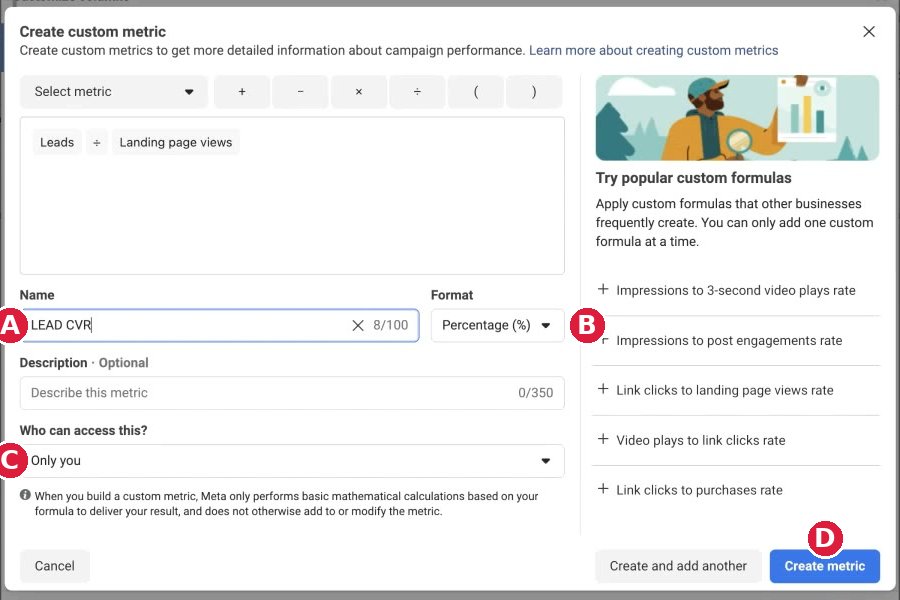 Create custom metric
Create custom metrics to get more detailed information about campaign performance. Learn more about creating custom metrics
Select metric
+ − × ÷ ( )
Leads ÷ Landing page views
Name
A LEAD CVR 8/100
Format
Percentage (%) B
Description · Optional
Describe this metric 0/350
Who can access this?
C Only you
When you build a custom metric, Meta only performs basic mathematical calculations based on your
formula to deliver your result, and does not otherwise add to or modify the metric.
Try popular custom formulas
Apply custom formulas that other businesses
frequently create. You can only add one custom
formula at a time.
+ Impressions to 3-second video plays rate
Impressions to post engagements rate
+ Link clicks to landing page views rate
+ Video plays to link clicks rate
+ Link clicks to purchases rate
D
Cancel
Create and add another
Create metric